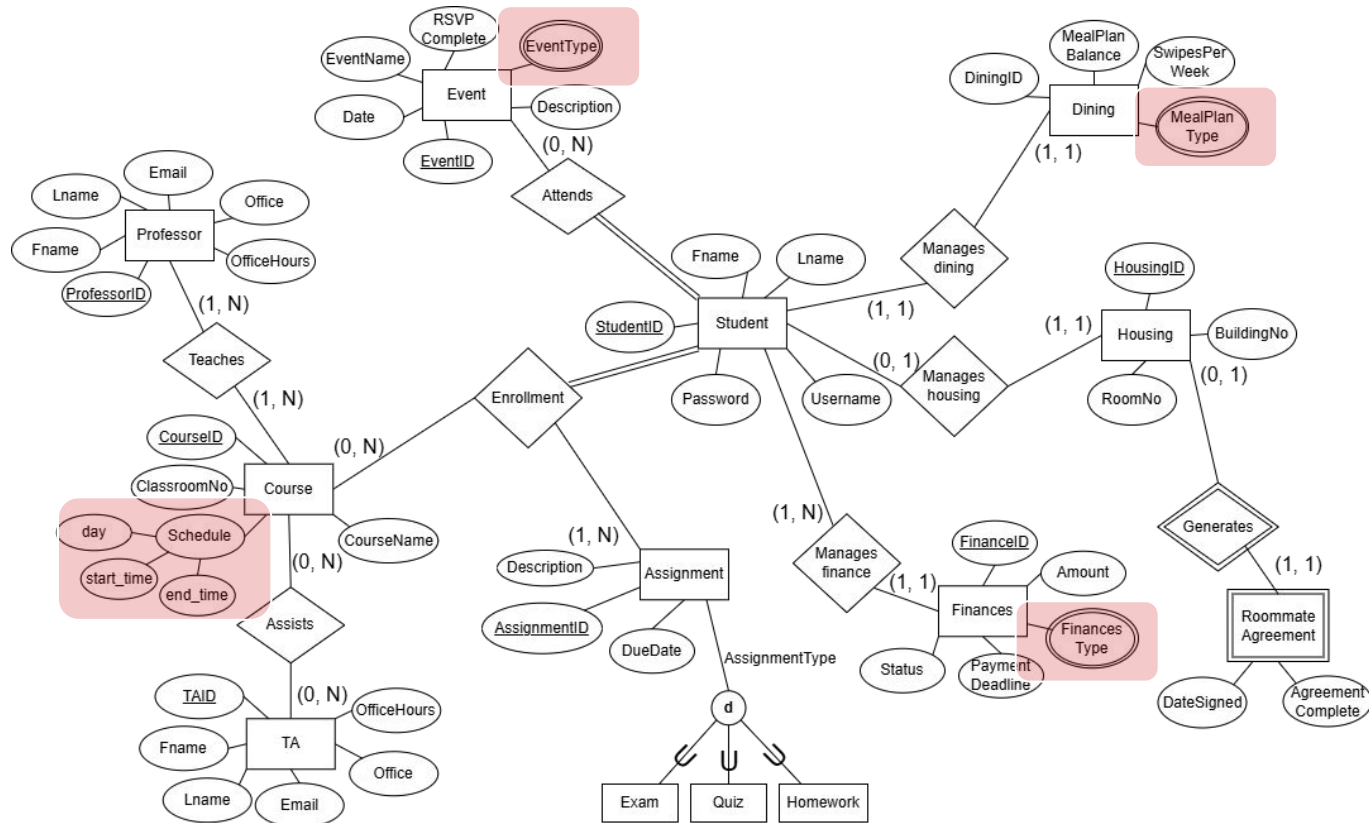 RSVP
Complete
EventType
EventName
Event
Date
Description
EventID
(0, N)
Attends
MealPlan
Balance
SwipesPer
Week
DiningID
Dining
MealPlan
Type
(1, 1)
Manages
dining
(1, 1)
Email
Lname
Office
Professor
Fname
OfficeHours
ProfessorID
(1, N)
Teaches
(1, N)
Fname
Lname
StudentID
Student
Password
Username
HousingID
(1, 1)
Housing
BuildingNo
(0, 1)
RoomNo
(0, 1)
Manages
housing
Enrollment
(0, N)
CourseID
ClassroomNo
Course
CourseName
day
Schedule
start_time
end_time
(0, N)
Assists
(0, N)
TAID
OfficeHours
Fname
TA
Office
Lname
Email
(1, N)
Description
Assignment
AssignmentID
DueDate
AssignmentType
d
Exam
Quiz
Homework
(1, N)
Manages
finance
(1, 1)
FinanceID
Amount
Finances
Finances
Type
Status
Payment
Deadline
Generates
(1, 1)
Roommate
Agreement
DateSigned
Agreement
Complete